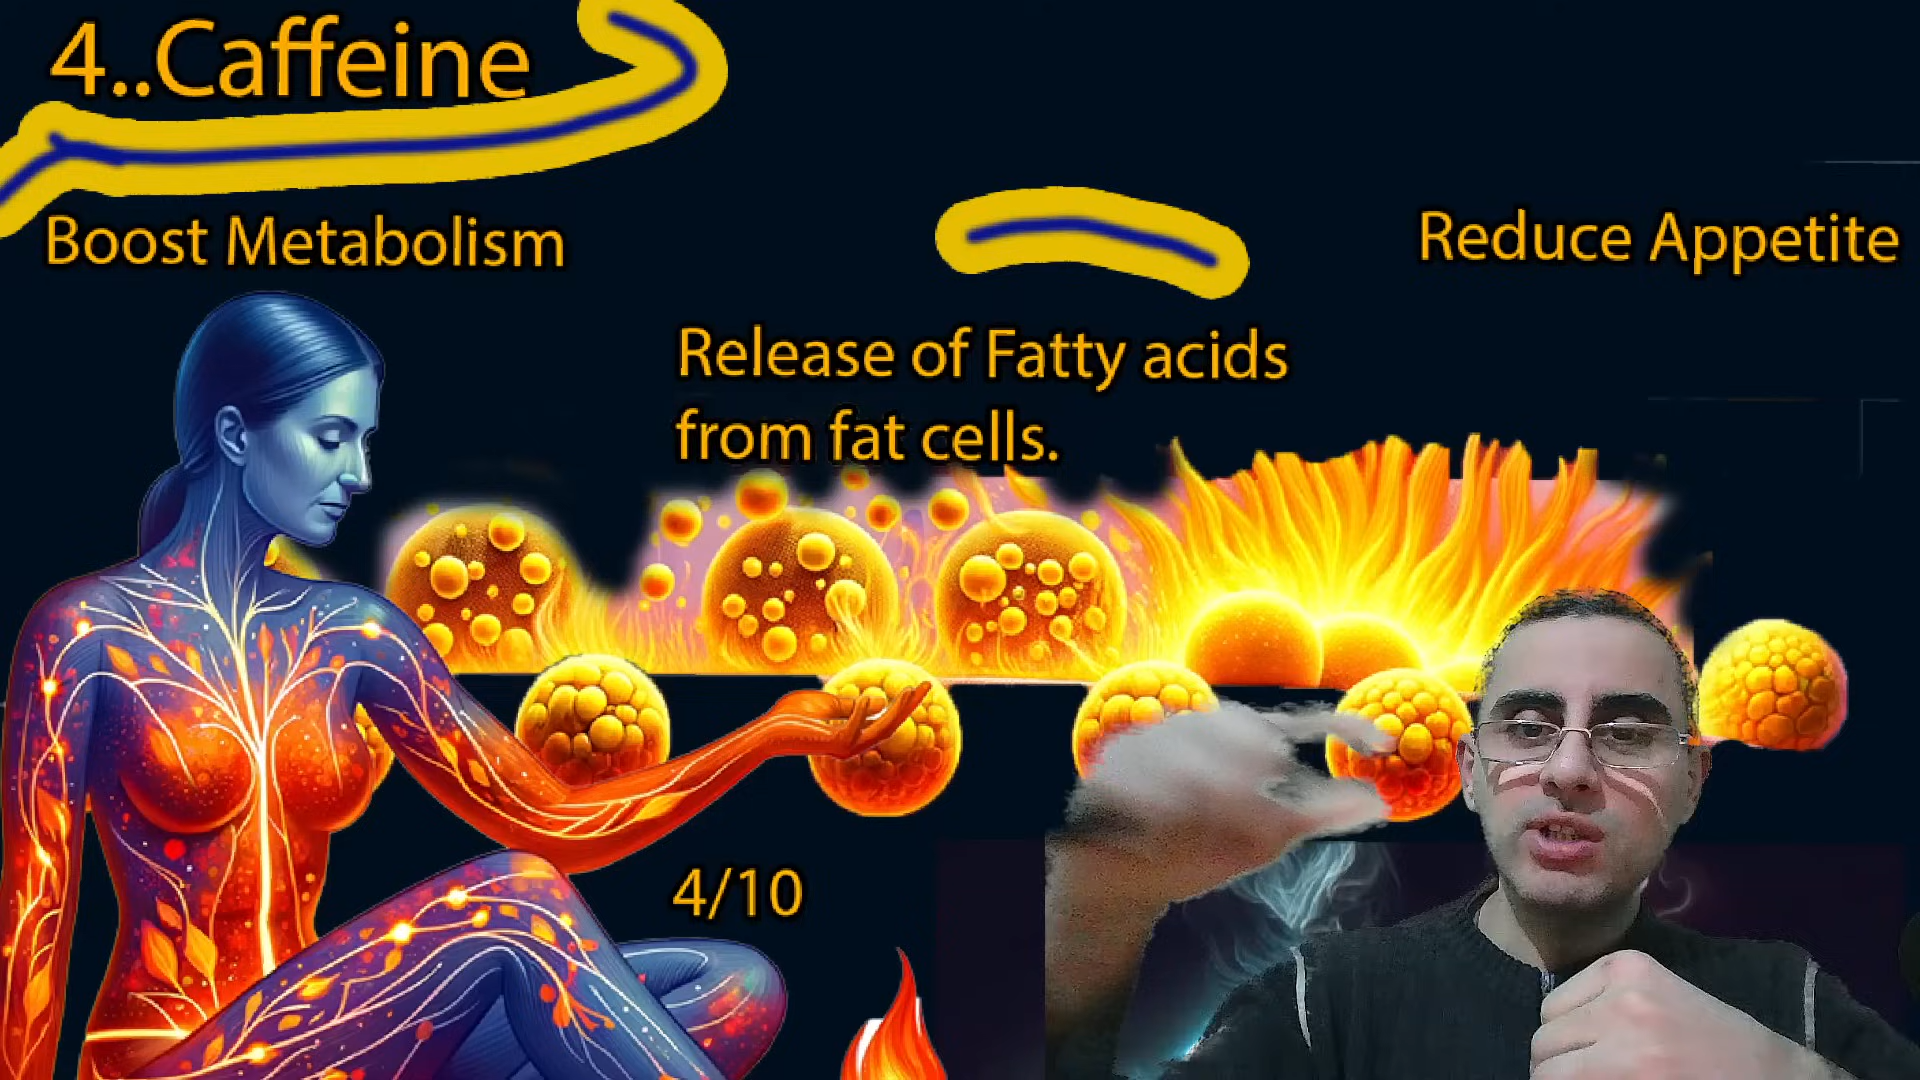 4..Caffeine
Boost Metabolism
Reduce Appetite
Release of Fatty acids
from fat cells.
4/10